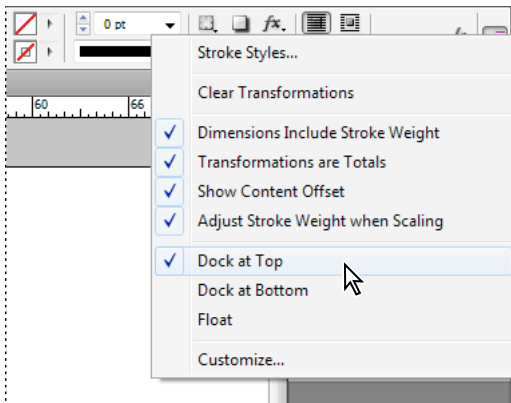 0 pt
fx.
Stroke Styles...
60
66
Clear Transformations
Dimensions Include Stroke Weight
Transformations are Totals
Show Content Offset
Adjust Stroke Weight when Scaling
Dock at Top
Dock at Bottom
Float
Customize...